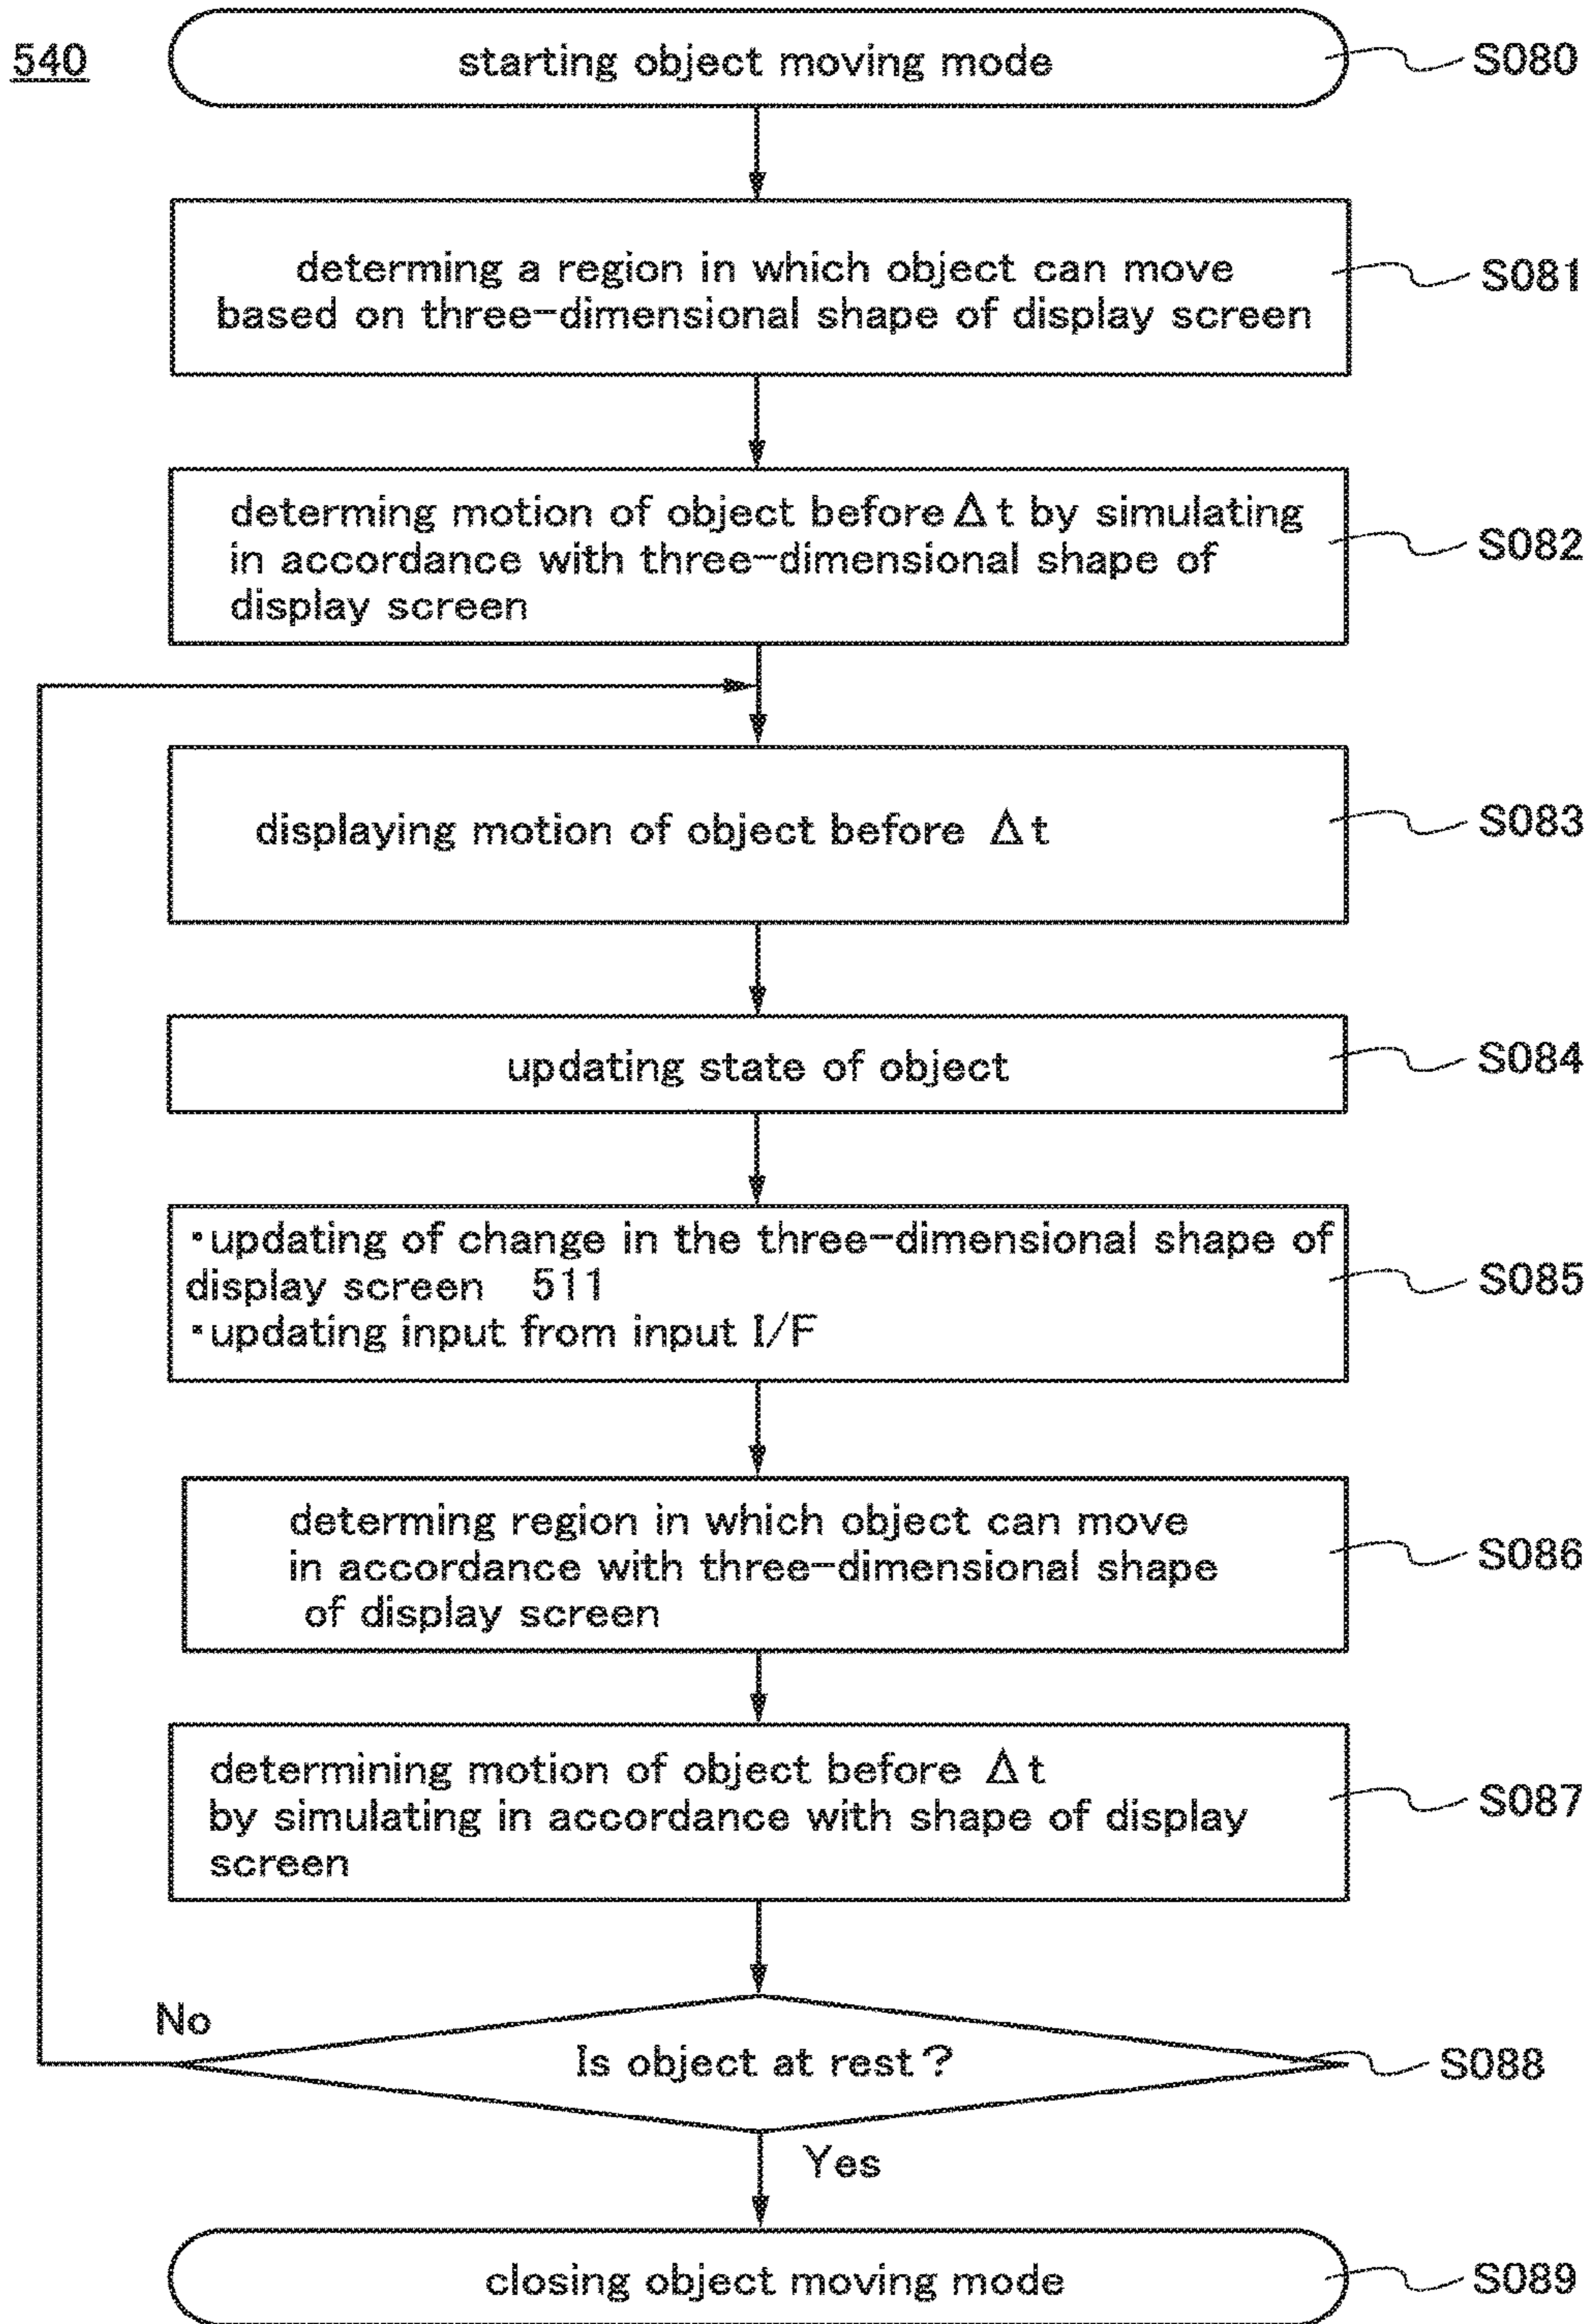 540
starting object moving mode
S080
determing a region in which object can move
based on three-dimensional shape of display screen
S081
determing motion of object before Δt by simulating
in accordance with three-dimensional shape of
display screen
S082
displaying motion of object before Δt
S083
updating state of object
S084
・updating of change in the three-dimensional shape of
display screen 511
・updating input from input I/F
S085
determing region in which object can move
in accordance with three-dimensional shape
of display screen
S086
determining motion of object before Δt
by simulating in accordance with shape of display
screen
S087
No
Is object at rest?
S088
Yes
closing object moving mode
S089